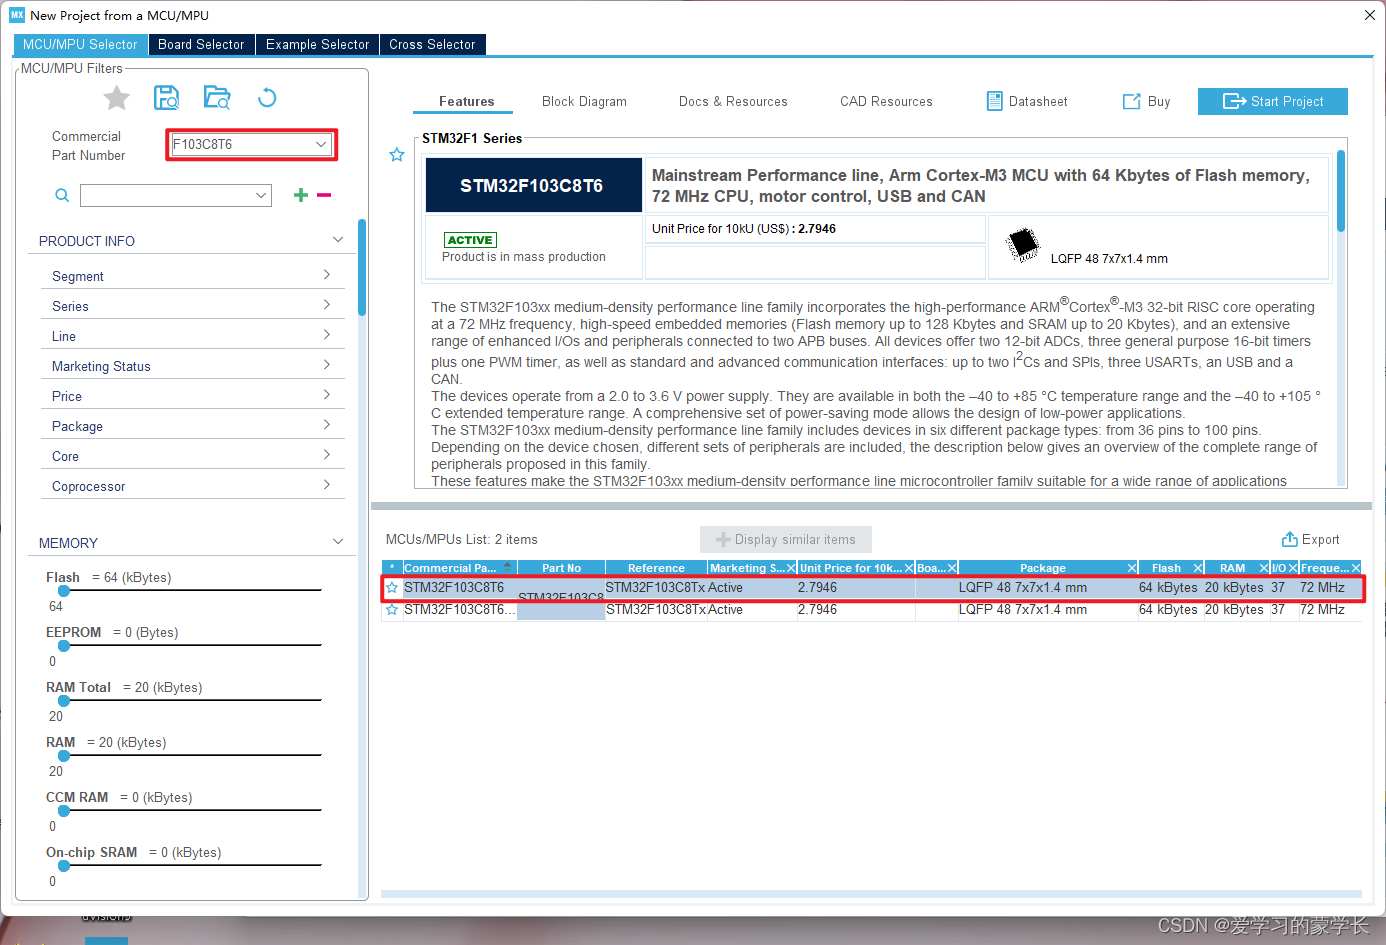 MX New Project from a MCU/MPU
MCU/MPU Selector Board Selector Example Selector Cross Selector
MCU/MPU Filters
Commercial
Part Number
F103C8T6
PRODUCT INFO
Segment
Series
Line
Marketing Status
Price
Package
Core
Coprocessor
MEMORY
Flash = 64 (kBytes)
64
EEPROM = 0 (Bytes)
0
RAM Total = 20 (kBytes)
20
RAM = 20 (kBytes)
20
CCM RAM = 0 (kBytes)
0
On-chip SRAM = 0 (kBytes)
0
Features Block Diagram Docs & Resources CAD Resources Datasheet Buy Start Project
STM32F1 Series
STM32F103C8T6
Mainstream Performance line, Arm Cortex-M3 MCU with 64 Kbytes of Flash memory,
72 MHz CPU, motor control, USB and CAN
ACTIVE
Product is in mass production
Unit Price for 10kU (US$) : 2.7946
LQFP 48 7x7x1.4 mm
The STM32F103xx medium-density performance line family incorporates the high-performance ARM®Cortex®-M3 32-bit RISC core operating
at a 72 MHz frequency, high-speed embedded memories (Flash memory up to 128 Kbytes and SRAM up to 20 Kbytes), and an extensive
range of enhanced I/Os and peripherals connected to two APB buses. All devices offer two 12-bit ADCs, three general purpose 16-bit timers
plus one PWM timer, as well as standard and advanced communication interfaces: up to two I2Cs and SPIs, three USARTs, an USB and a
CAN.
The devices operate from a 2.0 to 3.6 V power supply. They are available in both the –40 to +85 °C temperature range and the –40 to +105 °
C extended temperature range. A comprehensive set of power-saving mode allows the design of low-power applications.
The STM32F103xx medium-density performance line family includes devices in six different package types: from 36 pins to 100 pins.
Depending on the device chosen, different sets of peripherals are included, the description below gives an overview of the complete range of
peripherals proposed in this family.
These features make the STM32F103xx medium-density performance line microcontroller family suitable for a wide range of applications
MCUs/MPUs List: 2 items Display similar items Export
* Commercial Pa... Part No Reference Marketing S... Unit Price for 10k... Boa... Package Flash RAM I/O Freque...
STM32F103C8T6 STM32F103C8 STM32F103C8Tx Active 2.7946 LQFP 48 7x7x1.4 mm 64 kBytes 20 kBytes 37 72 MHz
STM32F103C8T6... STM32F103C8Tx Active 2.7946 LQFP 48 7x7x1.4 mm 64 kBytes 20 kBytes 37 72 MHz
CSDN @爱学习的蒙学长